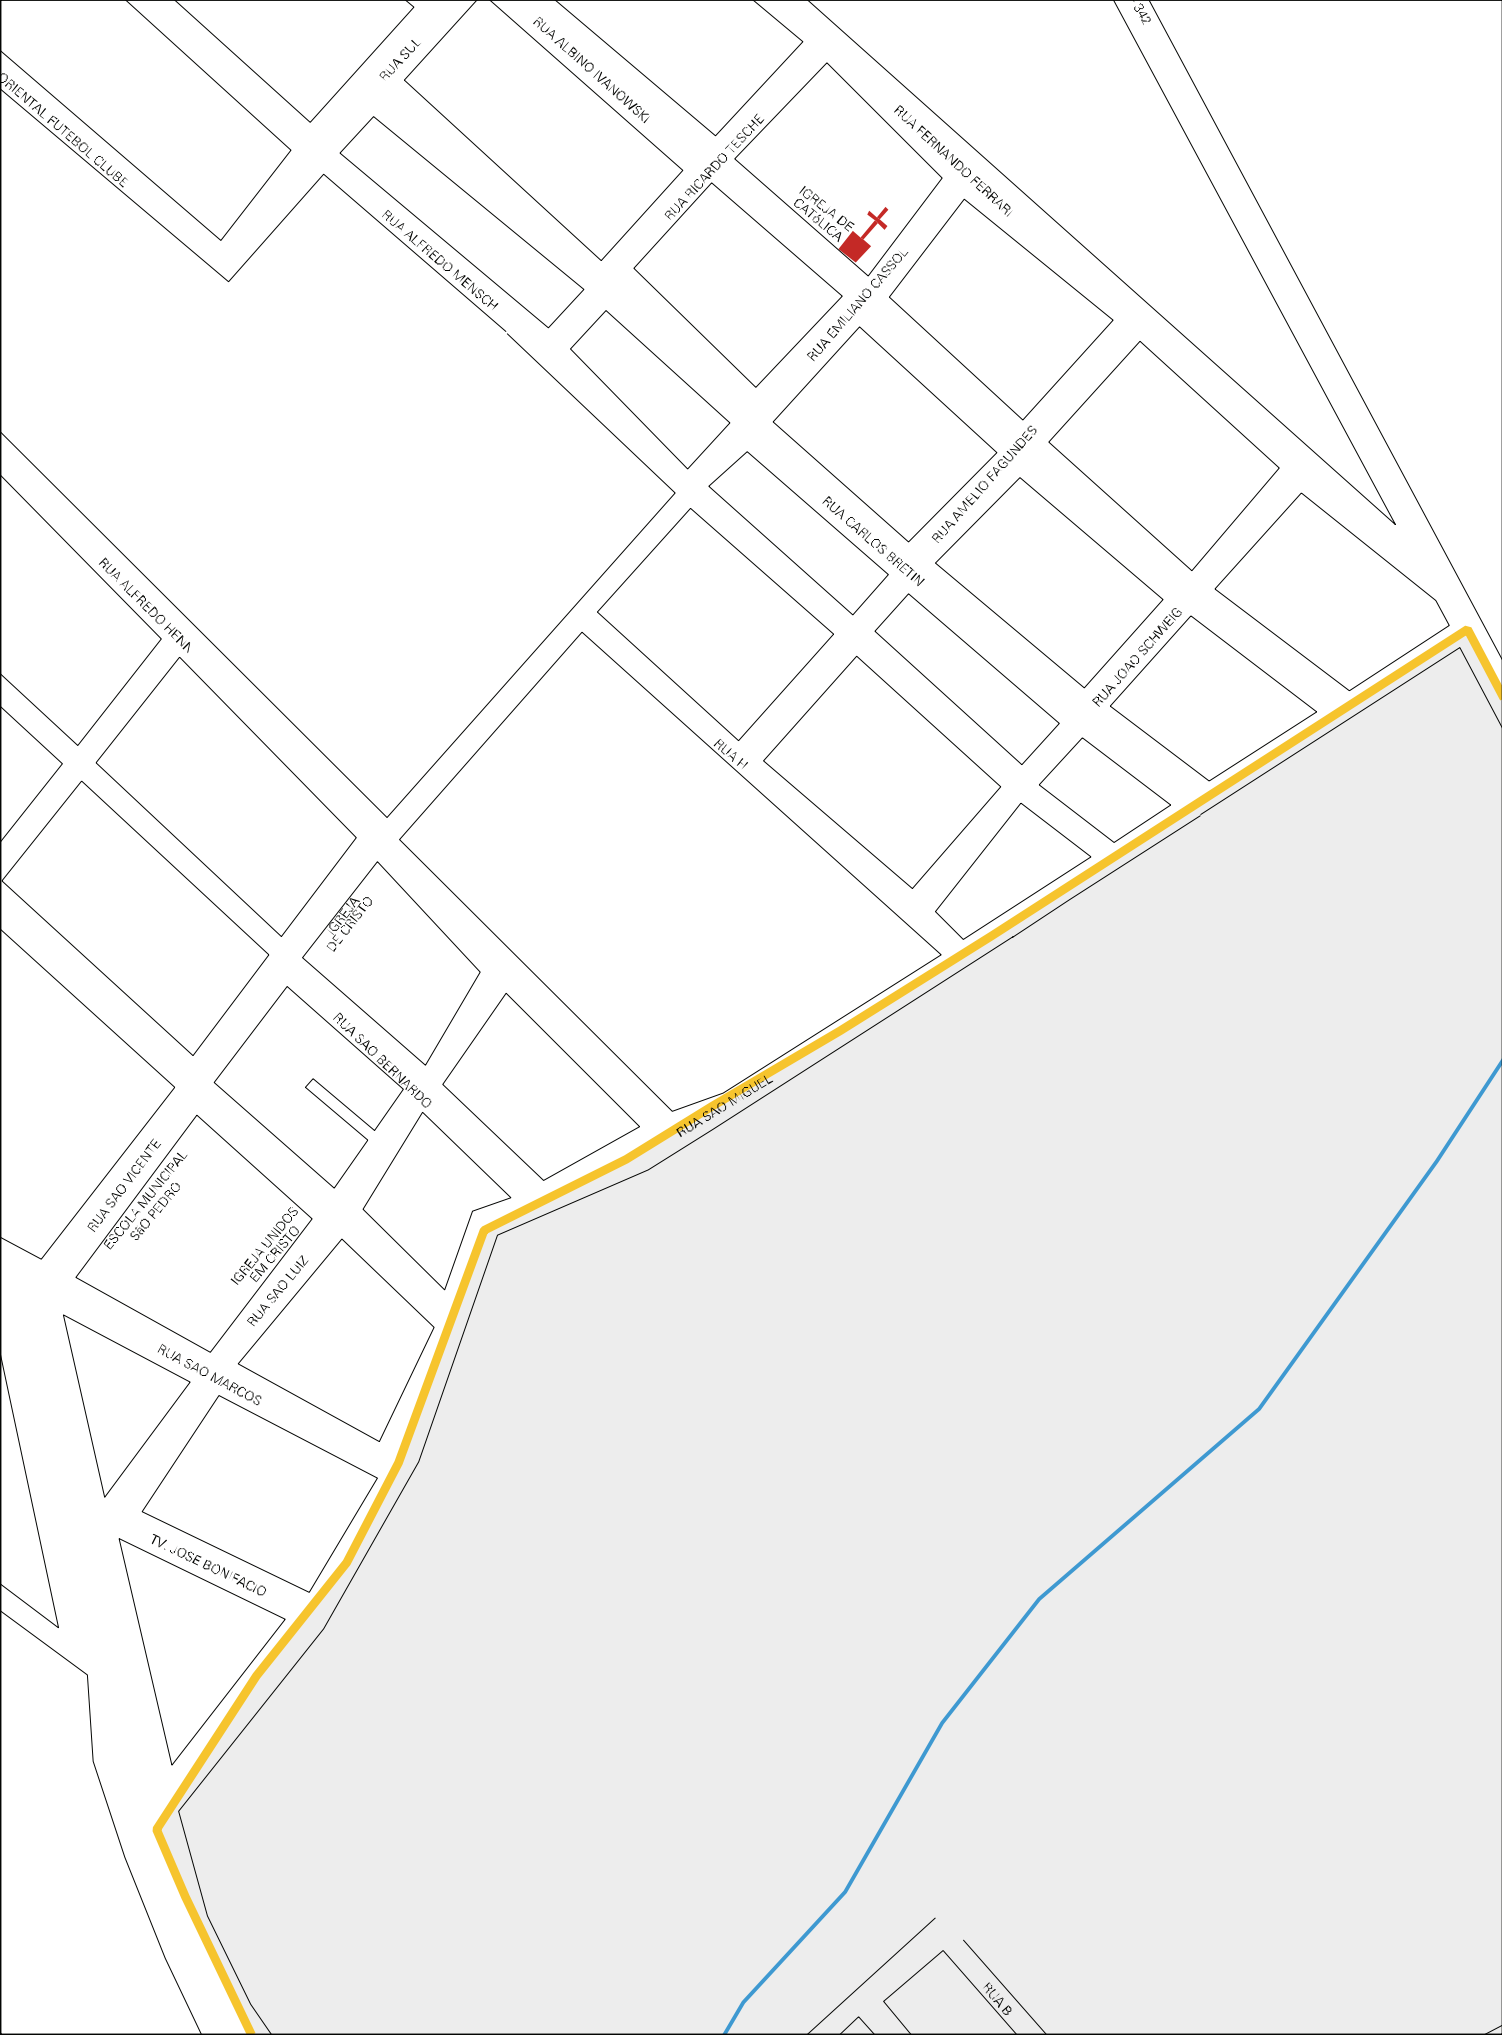 342
RUA SUL
RUA ALBINO IVANOWSKI
ORIENTAL FUTEBOL CLUBE
RUA RICARDO TESCHE
RUA FERNANDO FERRARI
IGREJA DE
CATóLICA
RUA ALFREDO MENSCH
RUA EMILIANO CASSOL
RUA AMELIO FAGUNDES
RUA CARLOS BRETIN
RUA ALFREDO HENA
RUA JOAO SCHWEIG
RUA H
IGREJA
DE CRISTO
RUA SAO BERNARDO
RUA SAO MIGUEL
RUA SAO VICENTE
ESCOLA MUNICIPAL
SãO PEDRO
IGREJA UNIDOS
EM CRISTO
RUA SAO LUIZ
RUA SAO MARCOS
TV. JOSE BONIFACIO
RUA B